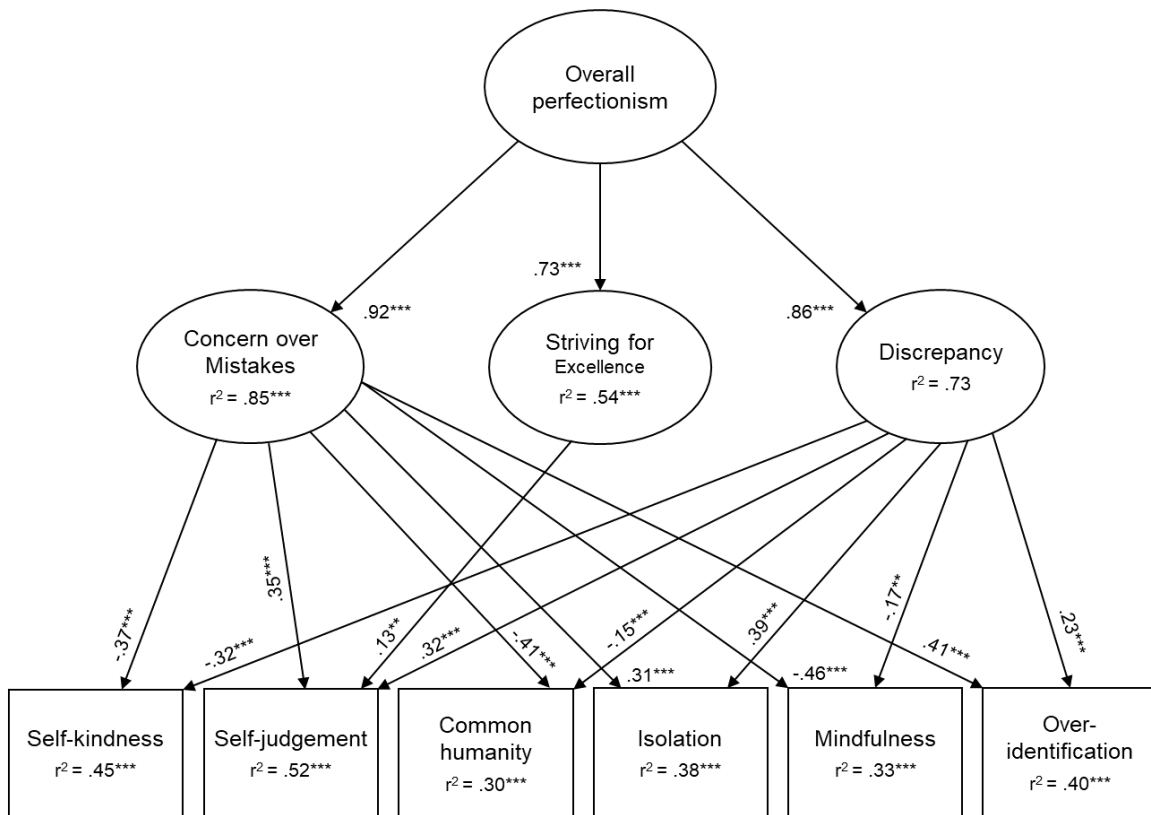 Overall
perfectionism
.92***
.73***
.86***
Concern over
Mistakes
r² = .85***
Striving for
Excellence
r² = .54***
Discrepancy
r² = .73
-.37***
-.32***
.35***
.13**
.32***
-.41***
-.15***
.31***
.39***
-.46***
-.17**
.41***
.23***
Self-kindness
r² = .45***
Self-judgement
r² = .52***
Common
humanity
r² = .30***
Isolation
r² = .38***
Mindfulness
r² = .33***
Over-
identification
r² = .40***